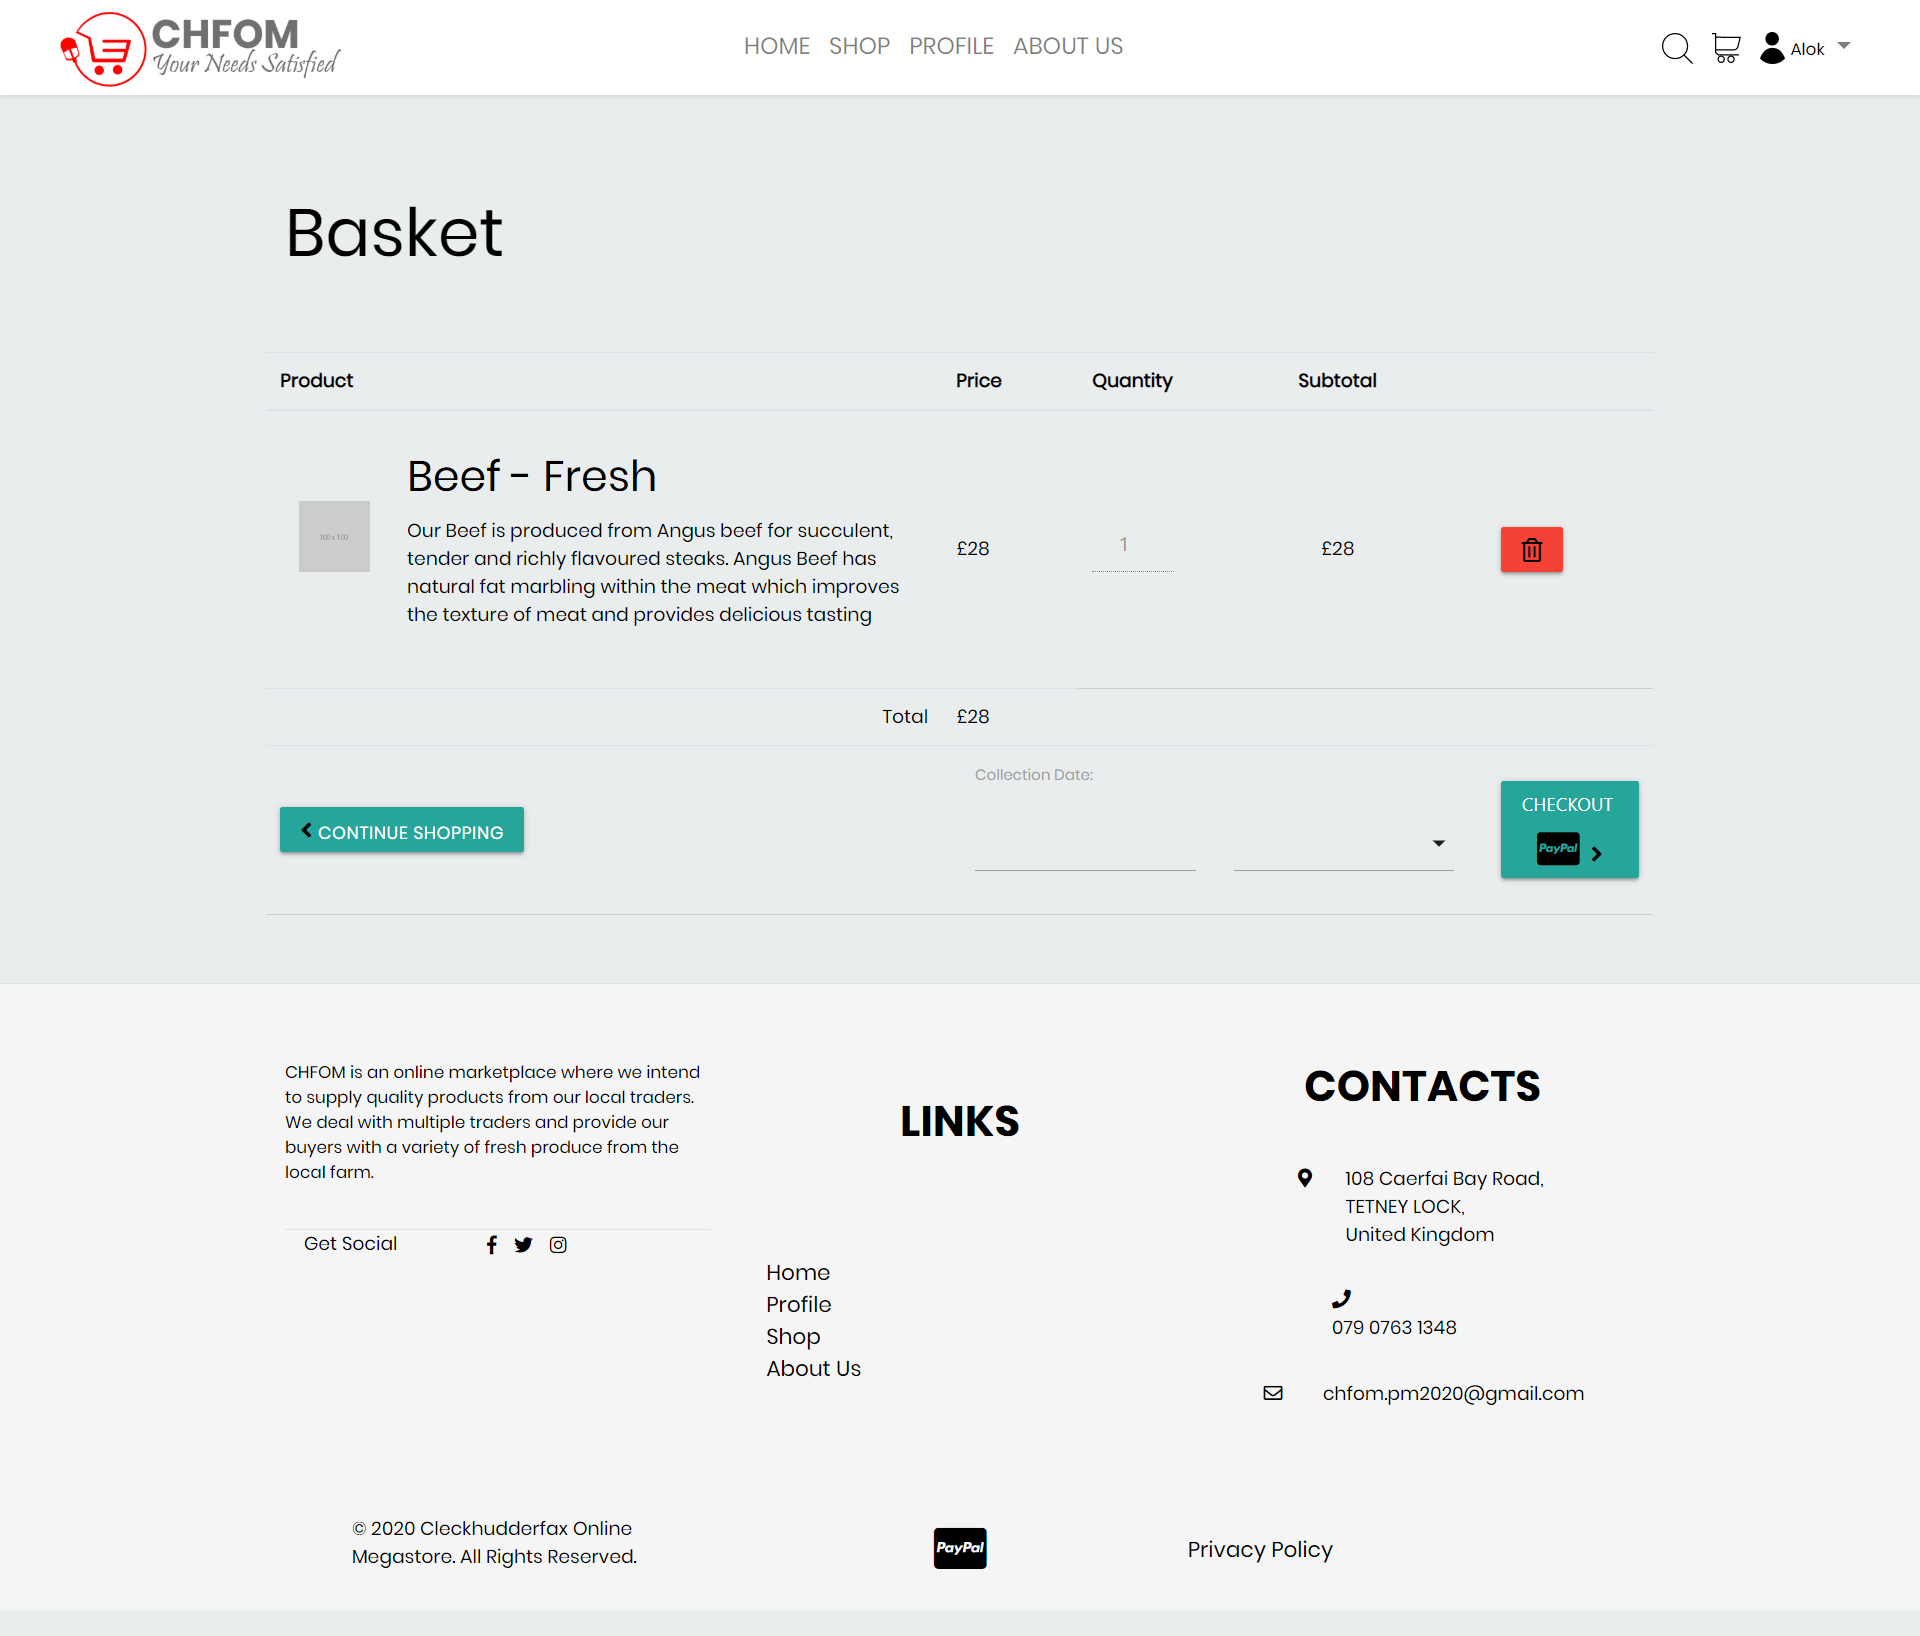 CHFOM
Your Needs Satisfied
HOME SHOP PROFILE ABOUT US
Alok
Basket
Product Price Quantity Subtotal
Beef - Fresh
Our Beef is produced from Angus beef for succulent,
tender and richly flavoured steaks. Angus Beef has
natural fat marbling within the meat which improves
the texture of meat and provides delicious tasting
100 x 100
£28 1 £28
Total £28
Collection Date:
CONTINUE SHOPPING
CHECKOUT
PayPal
CHFOM is an online marketplace where we intend
to supply quality products from our local traders.
We deal with multiple traders and provide our
buyers with a variety of fresh produce from the
local farm.
Get Social
LINKS
Home
Profile
Shop
About Us
CONTACTS
108 Caerfai Bay Road,
TETNEY LOCK,
United Kingdom
079 0763 1348
chfom.pm2020@gmail.com
© 2020 Cleckhudderfax Online
Megastore. All Rights Reserved.
PayPal
Privacy Policy